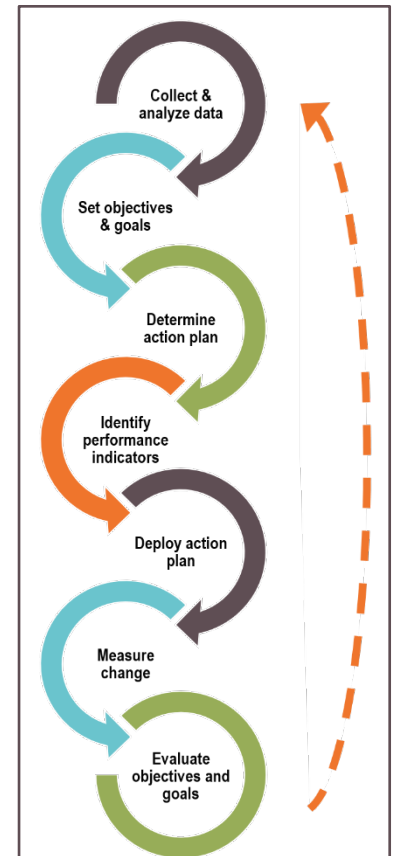 Collect &
analyze data
Set objectives
& goals
Determine
action plan
Identify
performance
indicators
Deploy action
plan
Measure
change
Evaluate
objectives and
goals